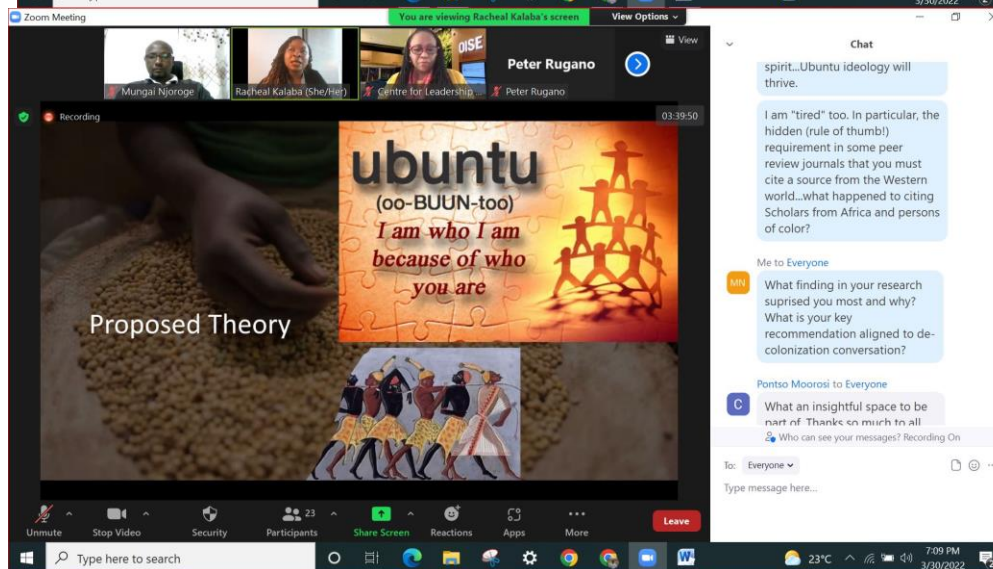 3/30/2022
Zoom Meeting
You are viewing Racheal Kalaba's screen
View Options
View
OISE
Mungai Njoroge
Racheal Kalaba (She/Her)
Centre for Leadership ...
Peter Rugano
Peter Rugano
Recording
03:39:50
ubuntu
(oo-BUUN-too)
I am who I am
because of who
you are
Proposed Theory
Chat
spirit...Ubuntu ideology will
thrive.
I am "tired" too. In particular, the
hidden (rule of thumb!)
requirement in some peer
review journals that you must
cite a source from the Western
world...what happened to citing
Scholars from Africa and persons
of color?
Me to Everyone
MN
What finding in your research
suprised you most and why?
What is your key
recommendation aligned to de-
colonization conversation?
Pontso Moorosi to Everyone
C
What an insightful space to be
part of. Thanks so much to all
Who can see your messages? Recording On
To: Everyone
Type message here...
Unmute
Stop Video
Security
Participants
23
Share Screen
Reactions
Apps
More
Leave
Type here to search
23°C
7:09 PM
3/30/2022